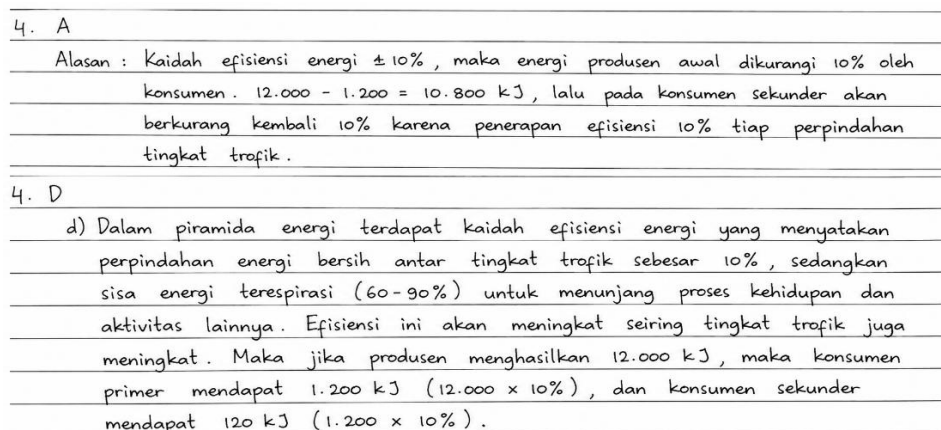 4. A
Alasan : Kaidah efisiensi energi ± 10%, maka energi produsen awal dikurangi 10% oleh
konsumen. 12.000 - 1.200 = 10.800 kJ, lalu pada konsumen sekunder akan
berkurang kembali 10% karena penerapan efisiensi 10% tiap perpindahan
tingkat trofik.
4. D
d) Dalam piramida energi terdapat kaidah efisiensi energi yang menyatakan
perpindahan energi bersih antar tingkat trofik sebesar 10%, sedangkan
sisa energi terespirasi (60-90%) untuk menunjang proses kehidupan dan
aktivitas lainnya. Efisiensi ini akan meningkat seiring tingkat trofik juga
meningkat. Maka jika produsen menghasilkan 12.000 kJ, maka konsumen
primer mendapat 1.200 kJ (12.000 x 10%), dan konsumen sekunder
mendapat 120 kJ (1.200 x 10%).